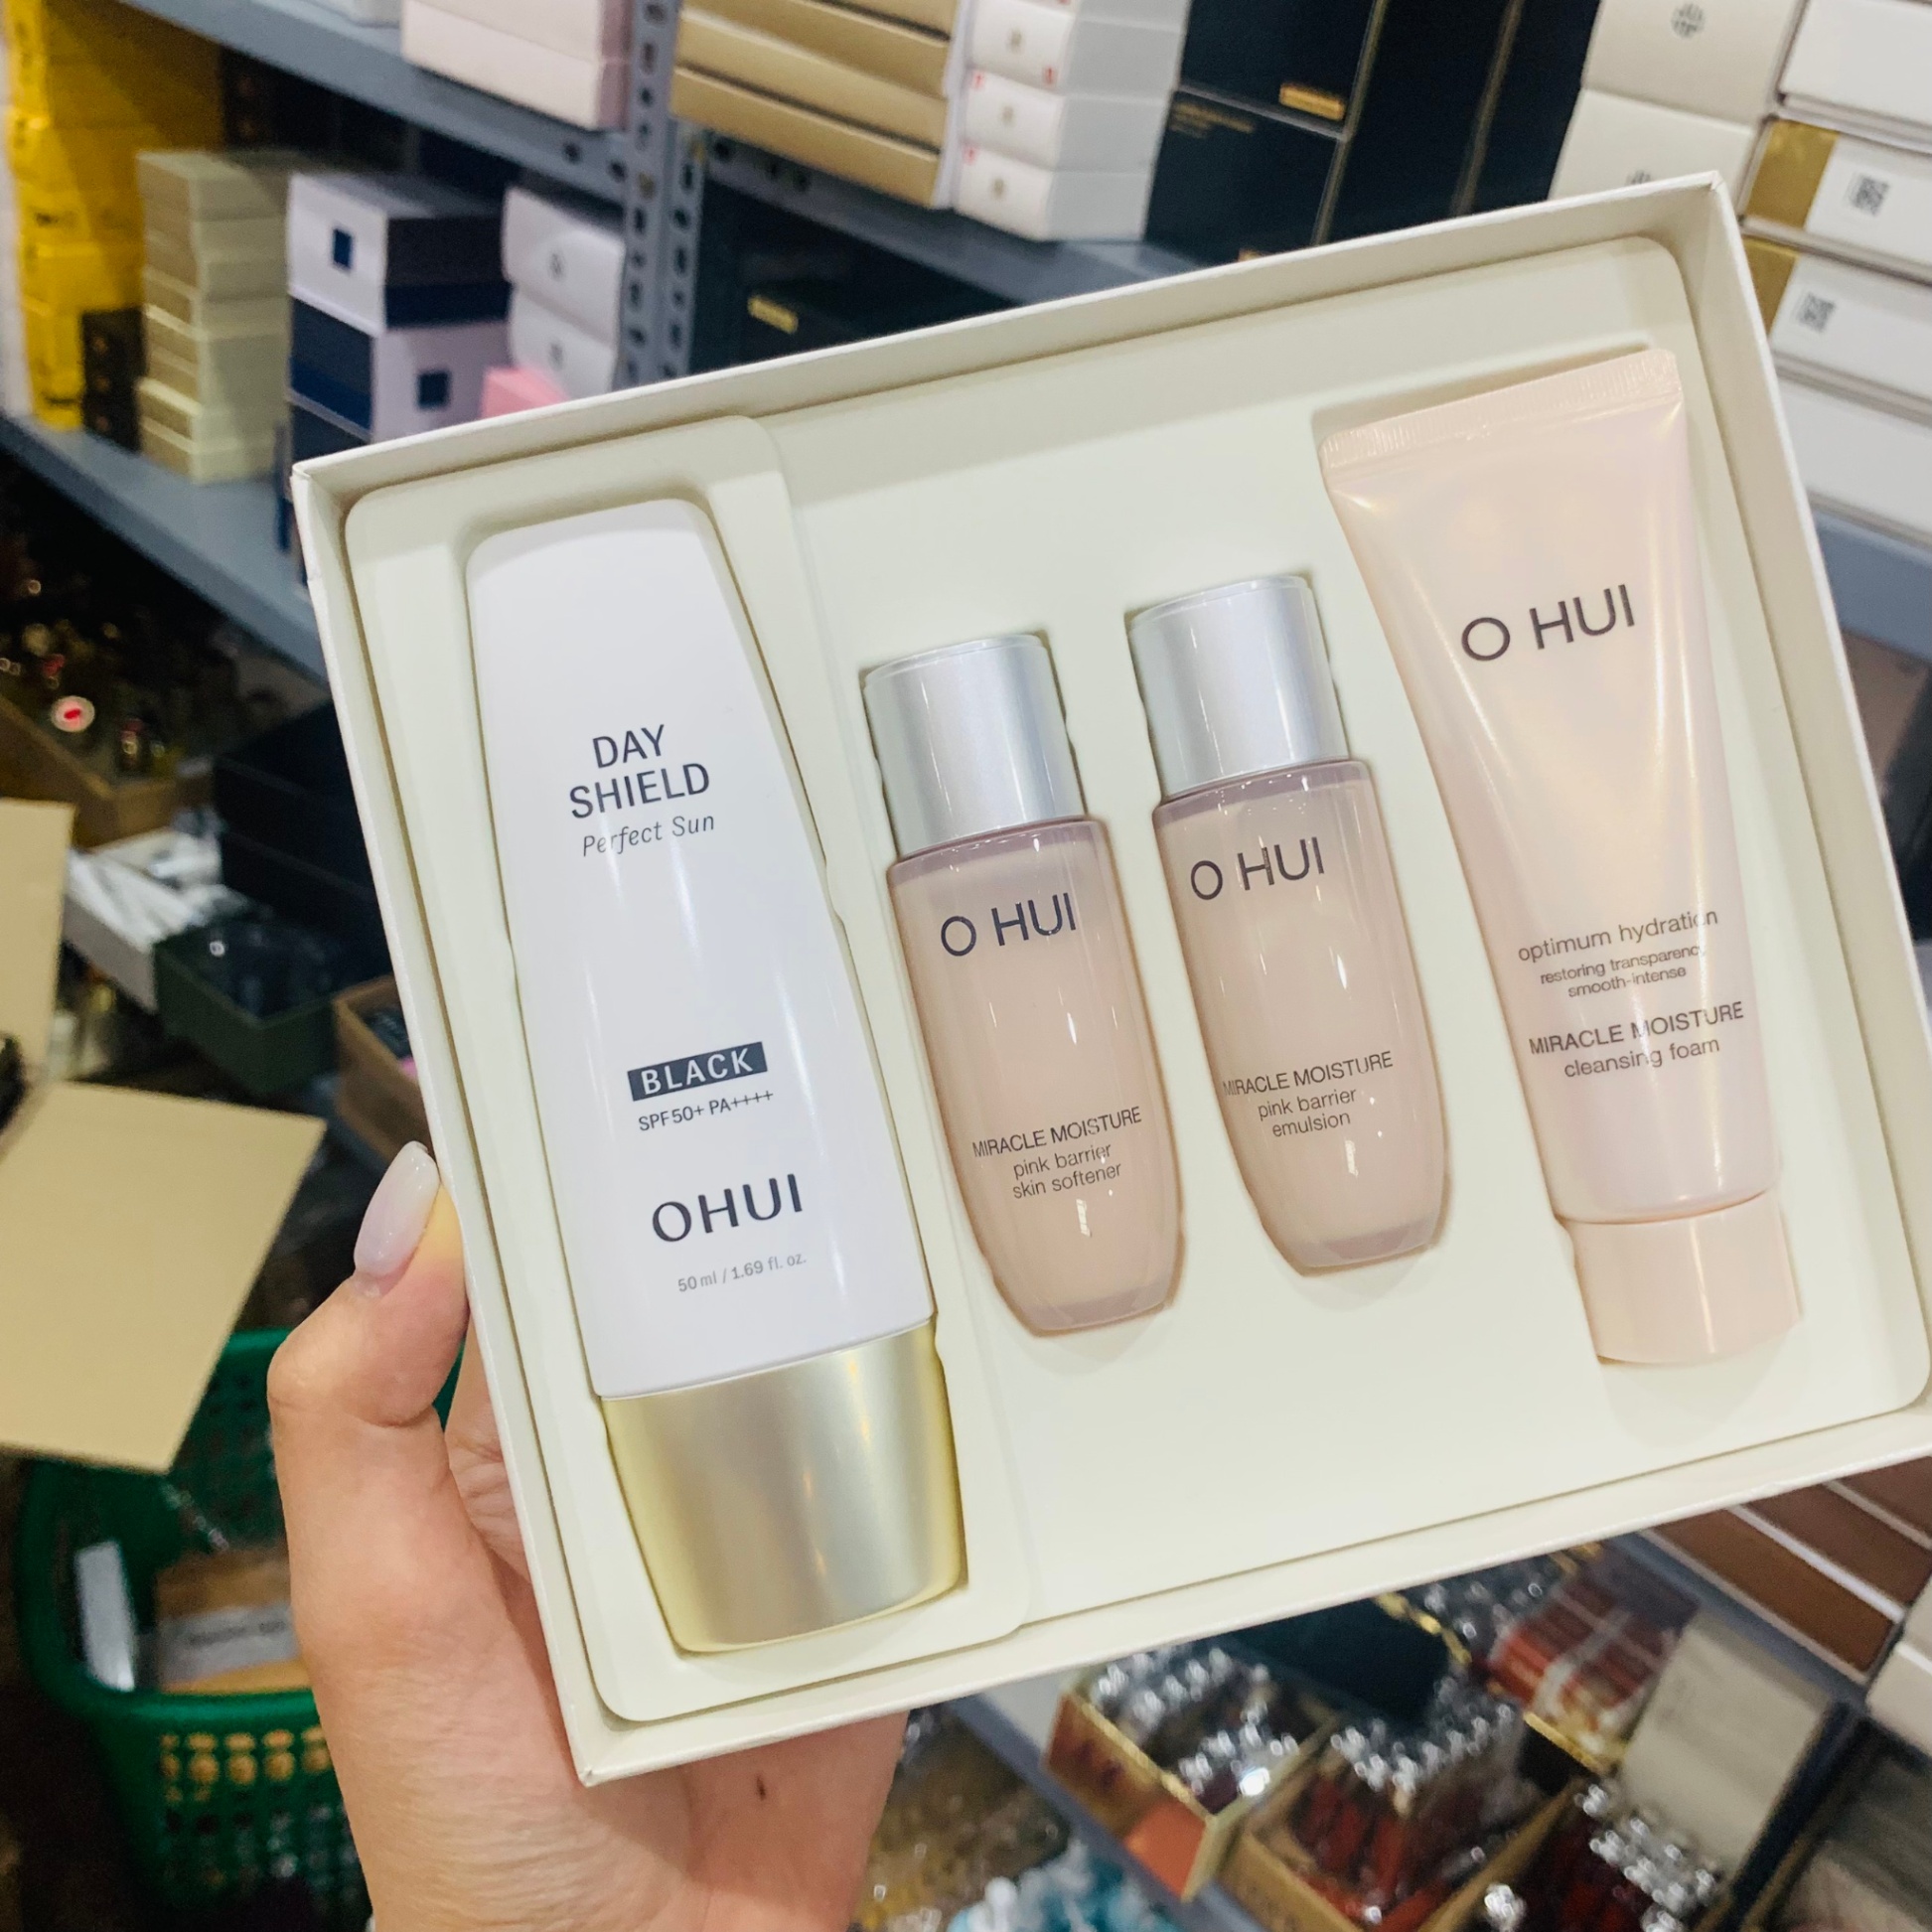 DAY
SHIELD
Perfect Sun
BLACK
SPF50+ PA++++
OHUI
50 ml / 1.69 fl. oz.
O HUI
MIRACLE MOISTURE
pink barrier
skin softener
O HUI
MIRACLE MOISTURE
pink barrier
emulsion
O HUI
optimum hydration
restoring transparency
smooth-intense
MIRACLE MOISTURE
cleansing foam